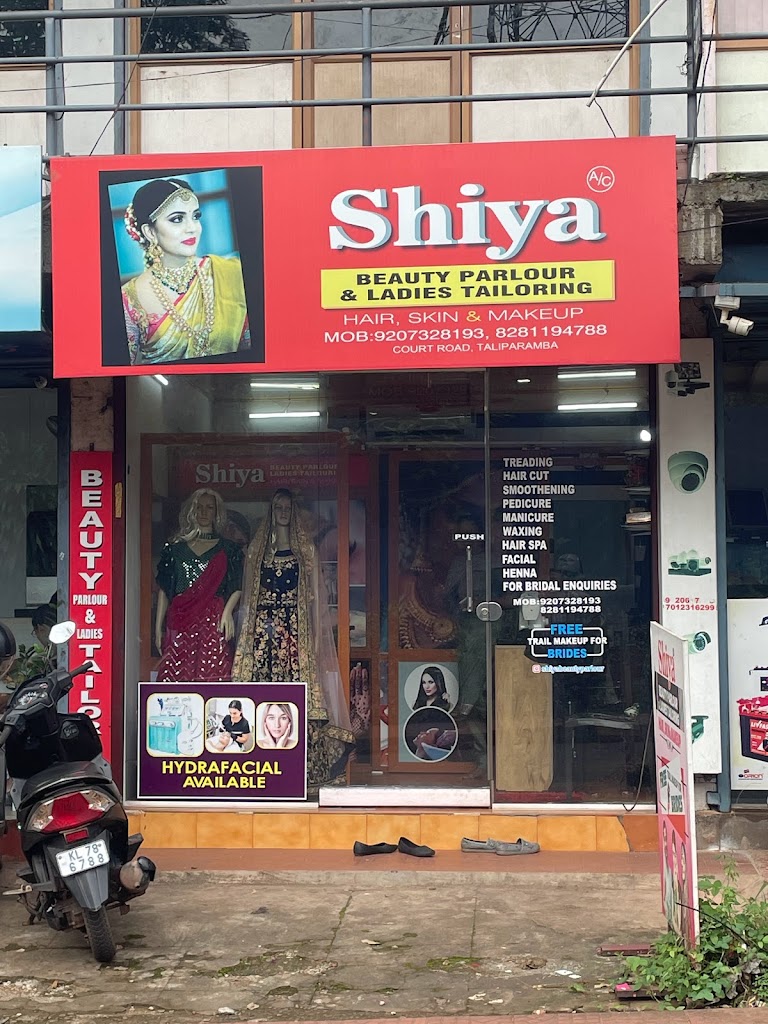 A/C
Shiya
BEAUTY PARLOUR
& LADIES TAILORING
HAIR, SKIN & MAKEUP
MOB:9207328193, 8281194788
COURT ROAD, TALIPARAMBA
BEAUTY
PARLOUR
&
LADIES
TAILO
Shiya
BEAUTY PARLOUR
LADIES TAILORI
TREADING
HAIR CUT
SMOOTHENING
PEDICURE
MANICURE
WAXING
HAIR SPA
FACIAL
HENNA
FOR BRIDAL ENQUIRIES
MOB:9207328193
8281194788
PUSH
FREE
TRAIL MAKEUP FOR
BRIDES
shiyabeautyparlour
HYDRAFACIAL
AVAILABLE
KL 78
6788
Shiya
7012316299
ORION